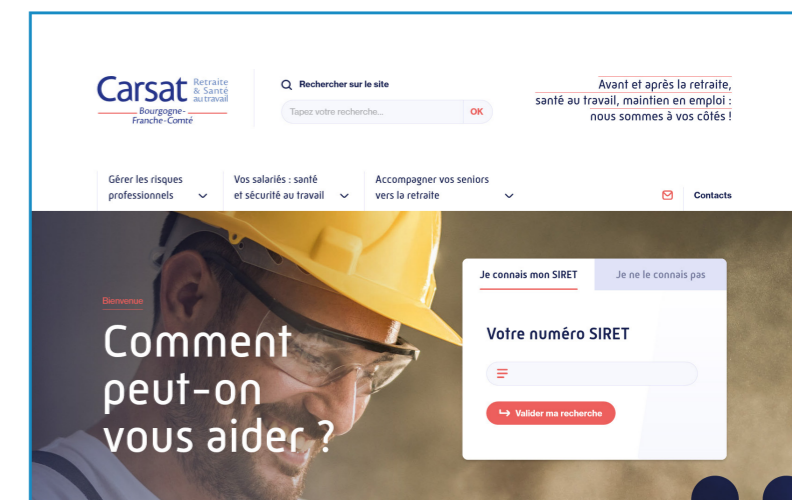 Carsat Retraite
& Santé
au travail
Bourgogne-
Franche-Comté
Rechercher sur le site
Tapez votre recherche...
OK
Avant et après la retraite,
santé au travail, maintien en emploi :
nous sommes à vos côtés !
Gérer les risques
professionnels
Vos salariés : santé
et sécurité au travail
Accompagner vos seniors
vers la retraite
Contacts
Bienvenue
Comment
peut-on
vous aider ?
Je connais mon SIRET
Je ne le connais pas
Votre numéro SIRET
Valider ma recherche